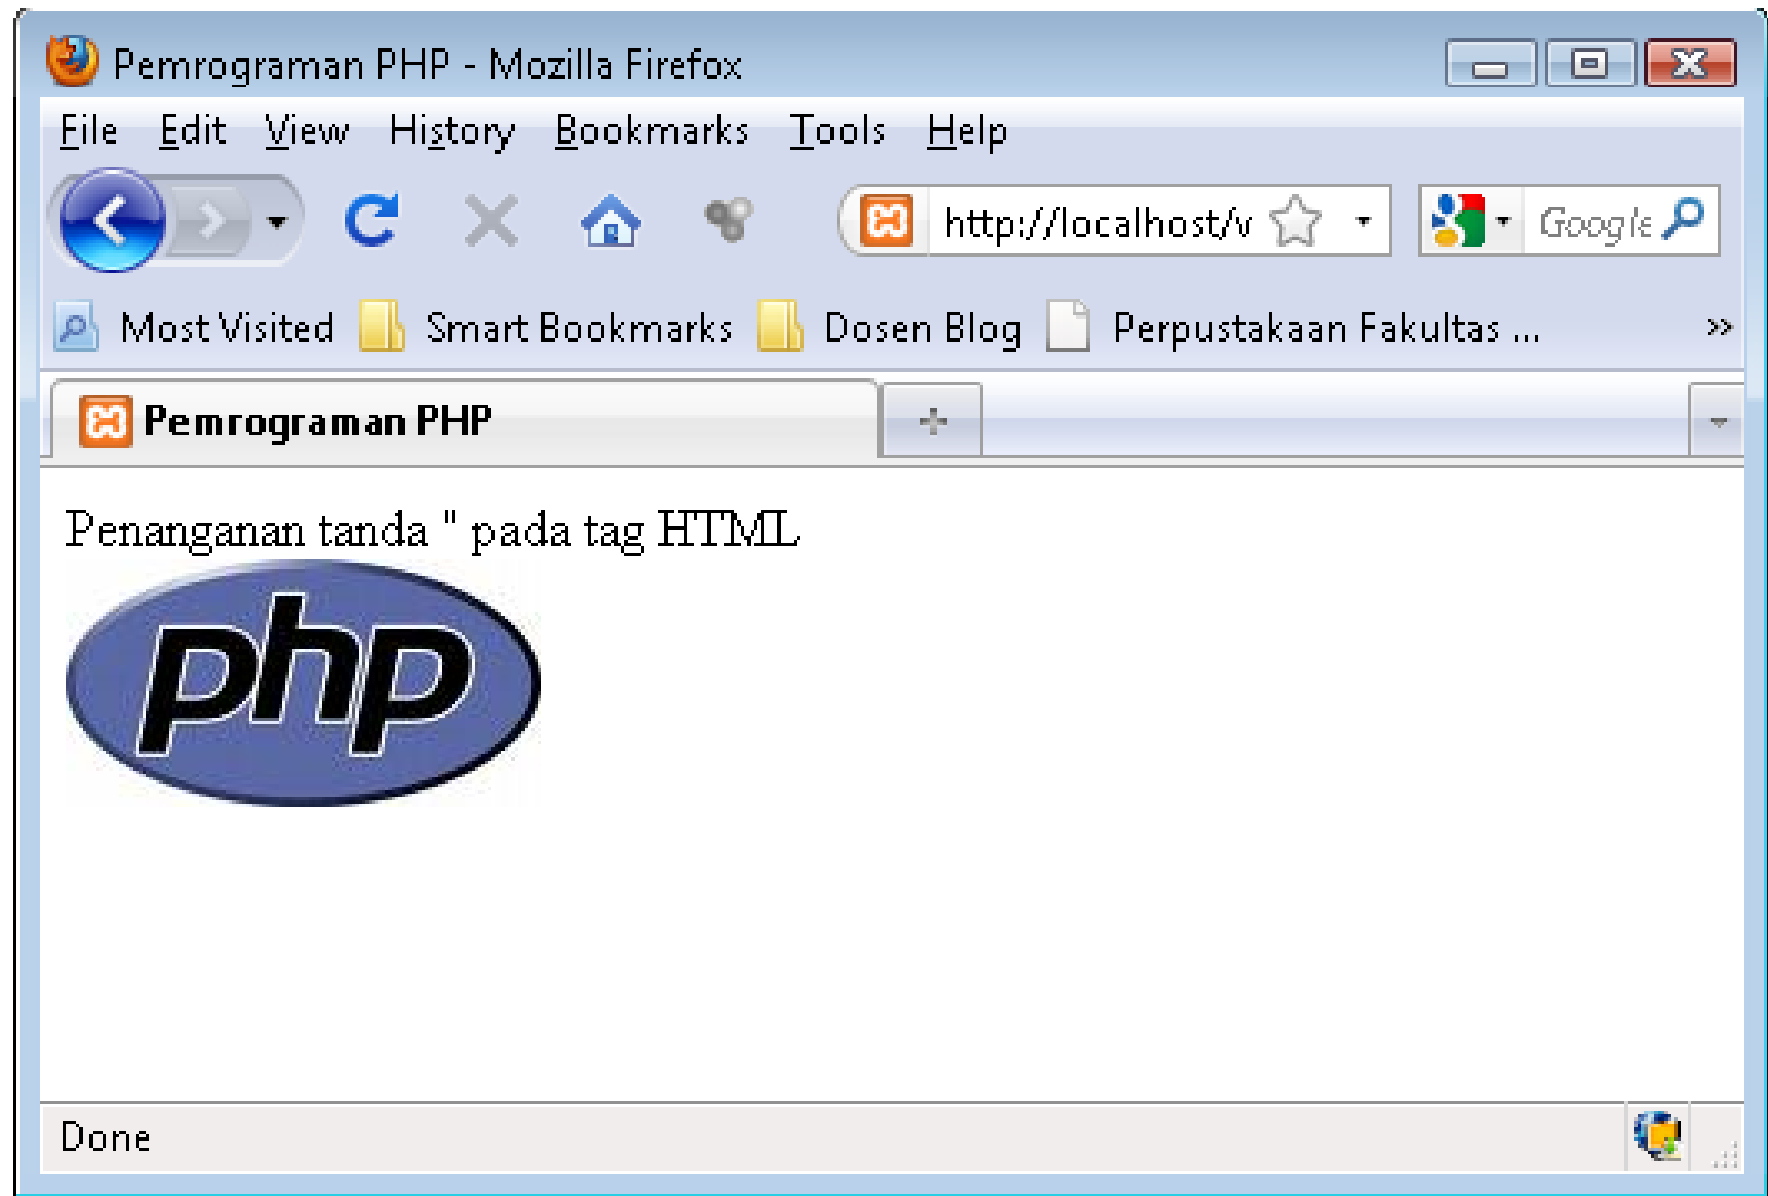 Pemrograman PHP - Mozilla Firefox
File Edit View History Bookmarks Tools Help
http://localhost/v Google
Most Visited Smart Bookmarks Dosen Blog Perpustakaan Fakultas ... »
Pemrograman PHP
Penanganan tanda " pada tag HTML
php
Done